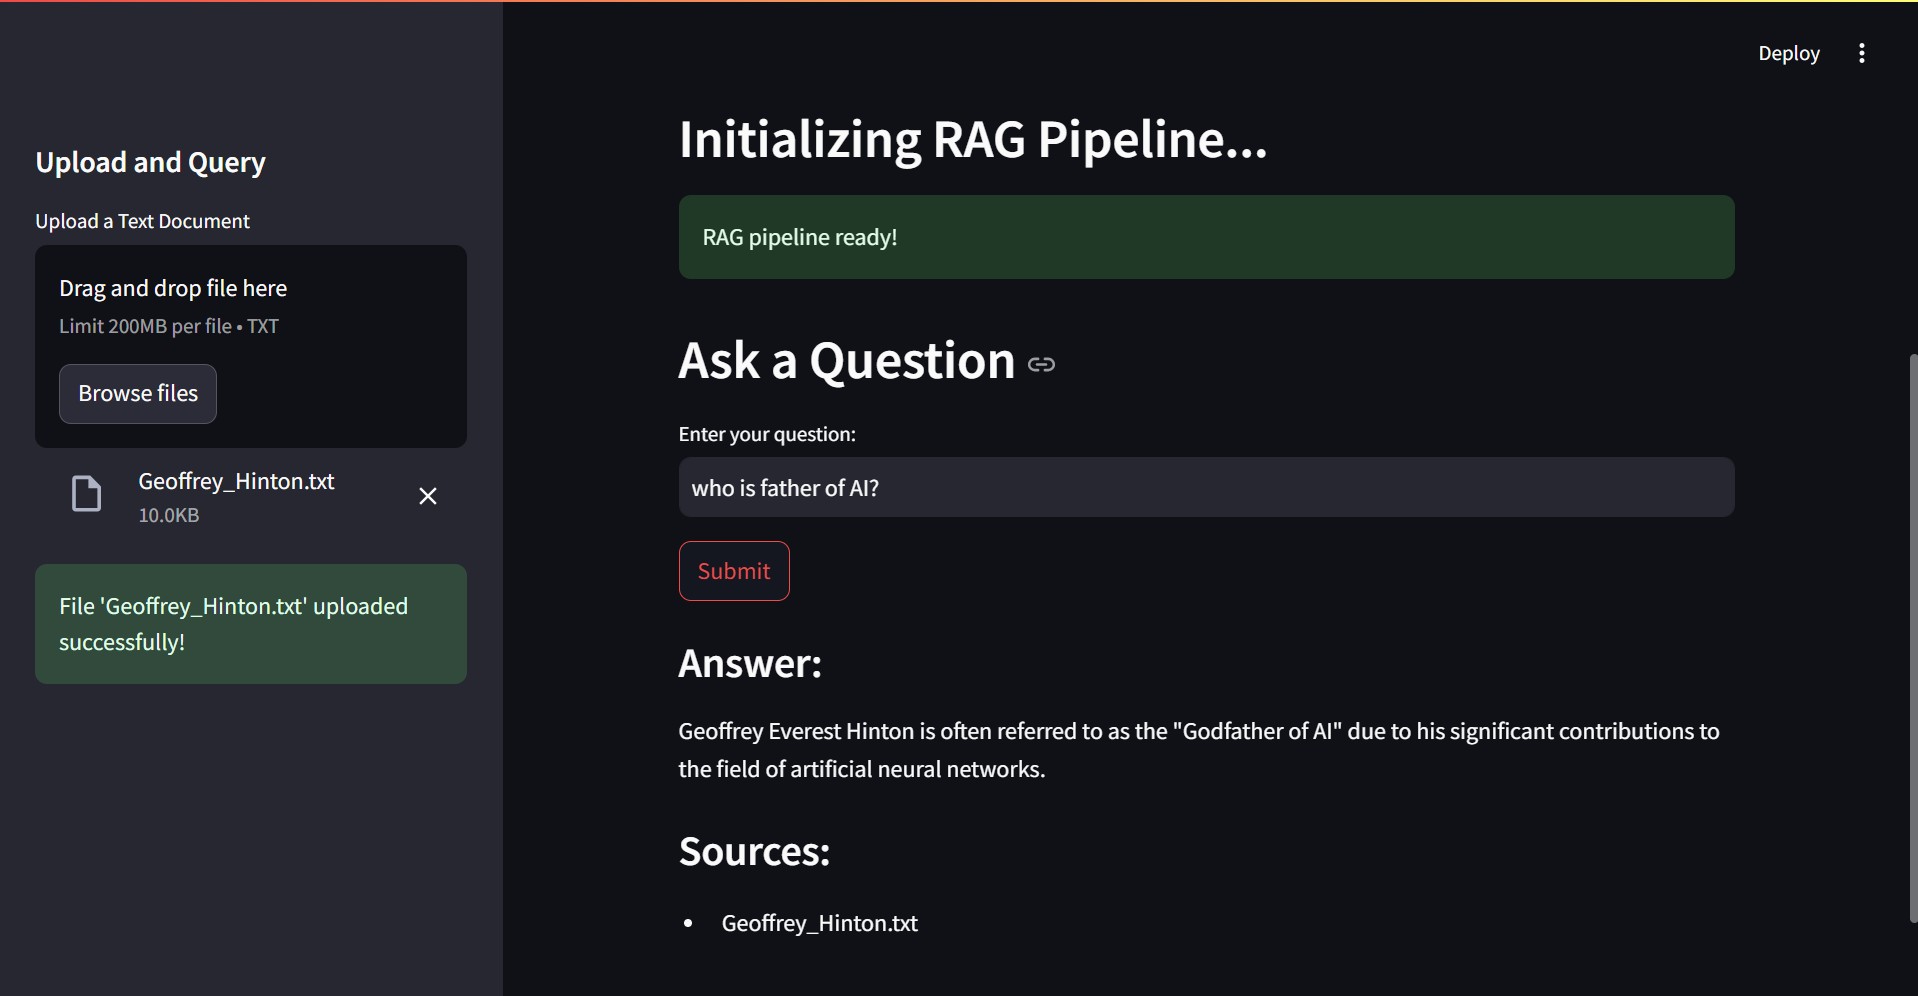 Deploy
Upload and Query
Upload a Text Document
Drag and drop file here
Limit 200MB per file • TXT
Browse files
Geoffrey_Hinton.txt
10.0KB
File 'Geoffrey_Hinton.txt' uploaded
successfully!
Initializing RAG Pipeline...
RAG pipeline ready!
Ask a Question
Enter your question:
who is father of AI?
Submit
Answer:
Geoffrey Everest Hinton is often referred to as the "Godfather of AI" due to his significant contributions to
the field of artificial neural networks.
Sources:
• Geoffrey_Hinton.txt